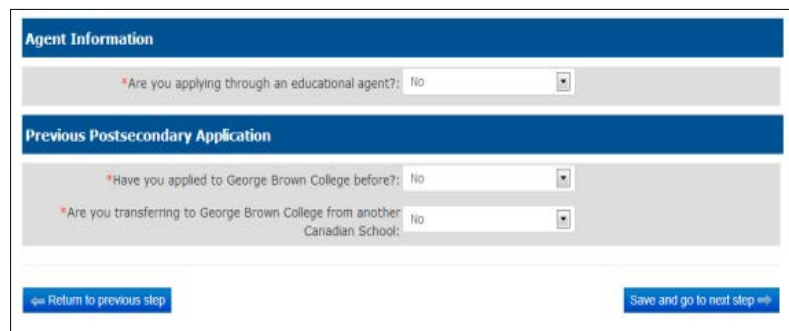 Agent Information
*Are you applying through an educational agent?: No
Previous Postsecondary Application
*Have you applied to George Brown College before?: No
*Are you transferring to George Brown College from another
Canadian School: No
Return to previous step
Save and go to next step